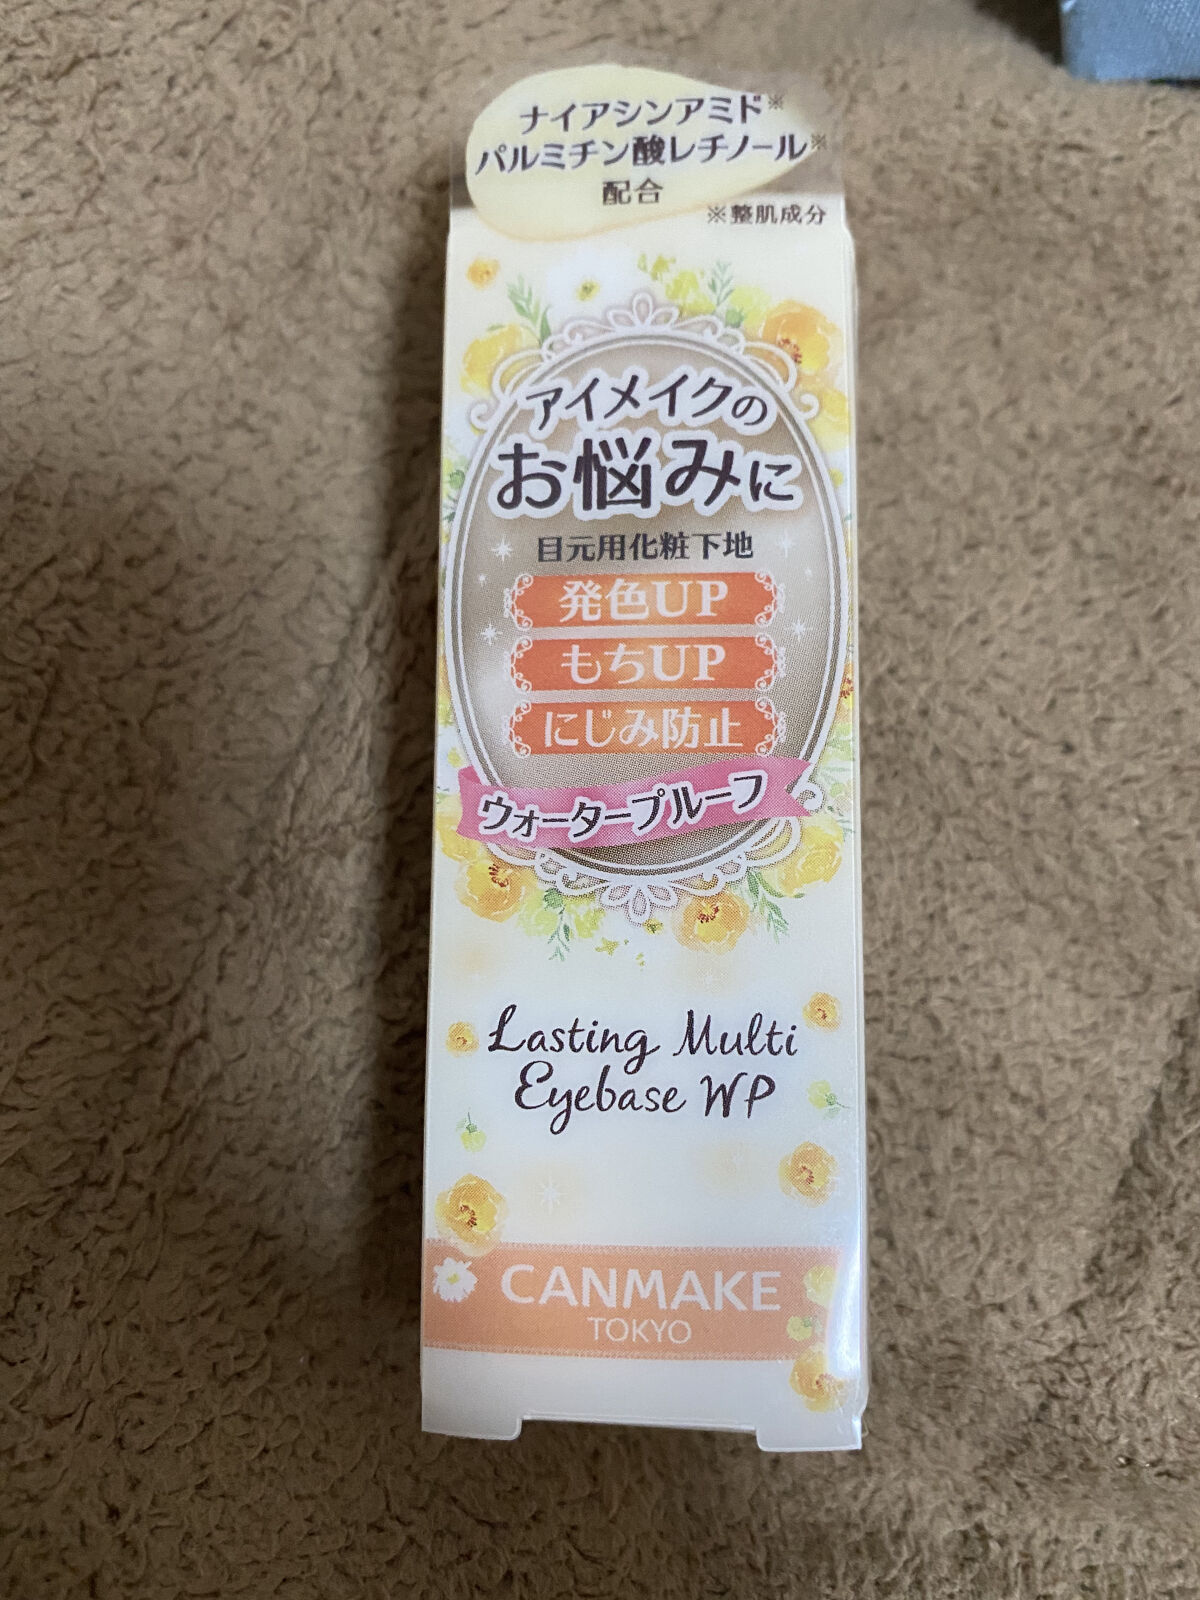 ナイアシンアミド※
パルミチン酸レチノール※
配合
※整肌成分
アイメイクの
お悩みに
目元用化粧下地
発色UP
もちUP
にじみ防止
ウォータープルーフ
Lasting Multi
Eyebase WP
CANMAKE
TOKYO